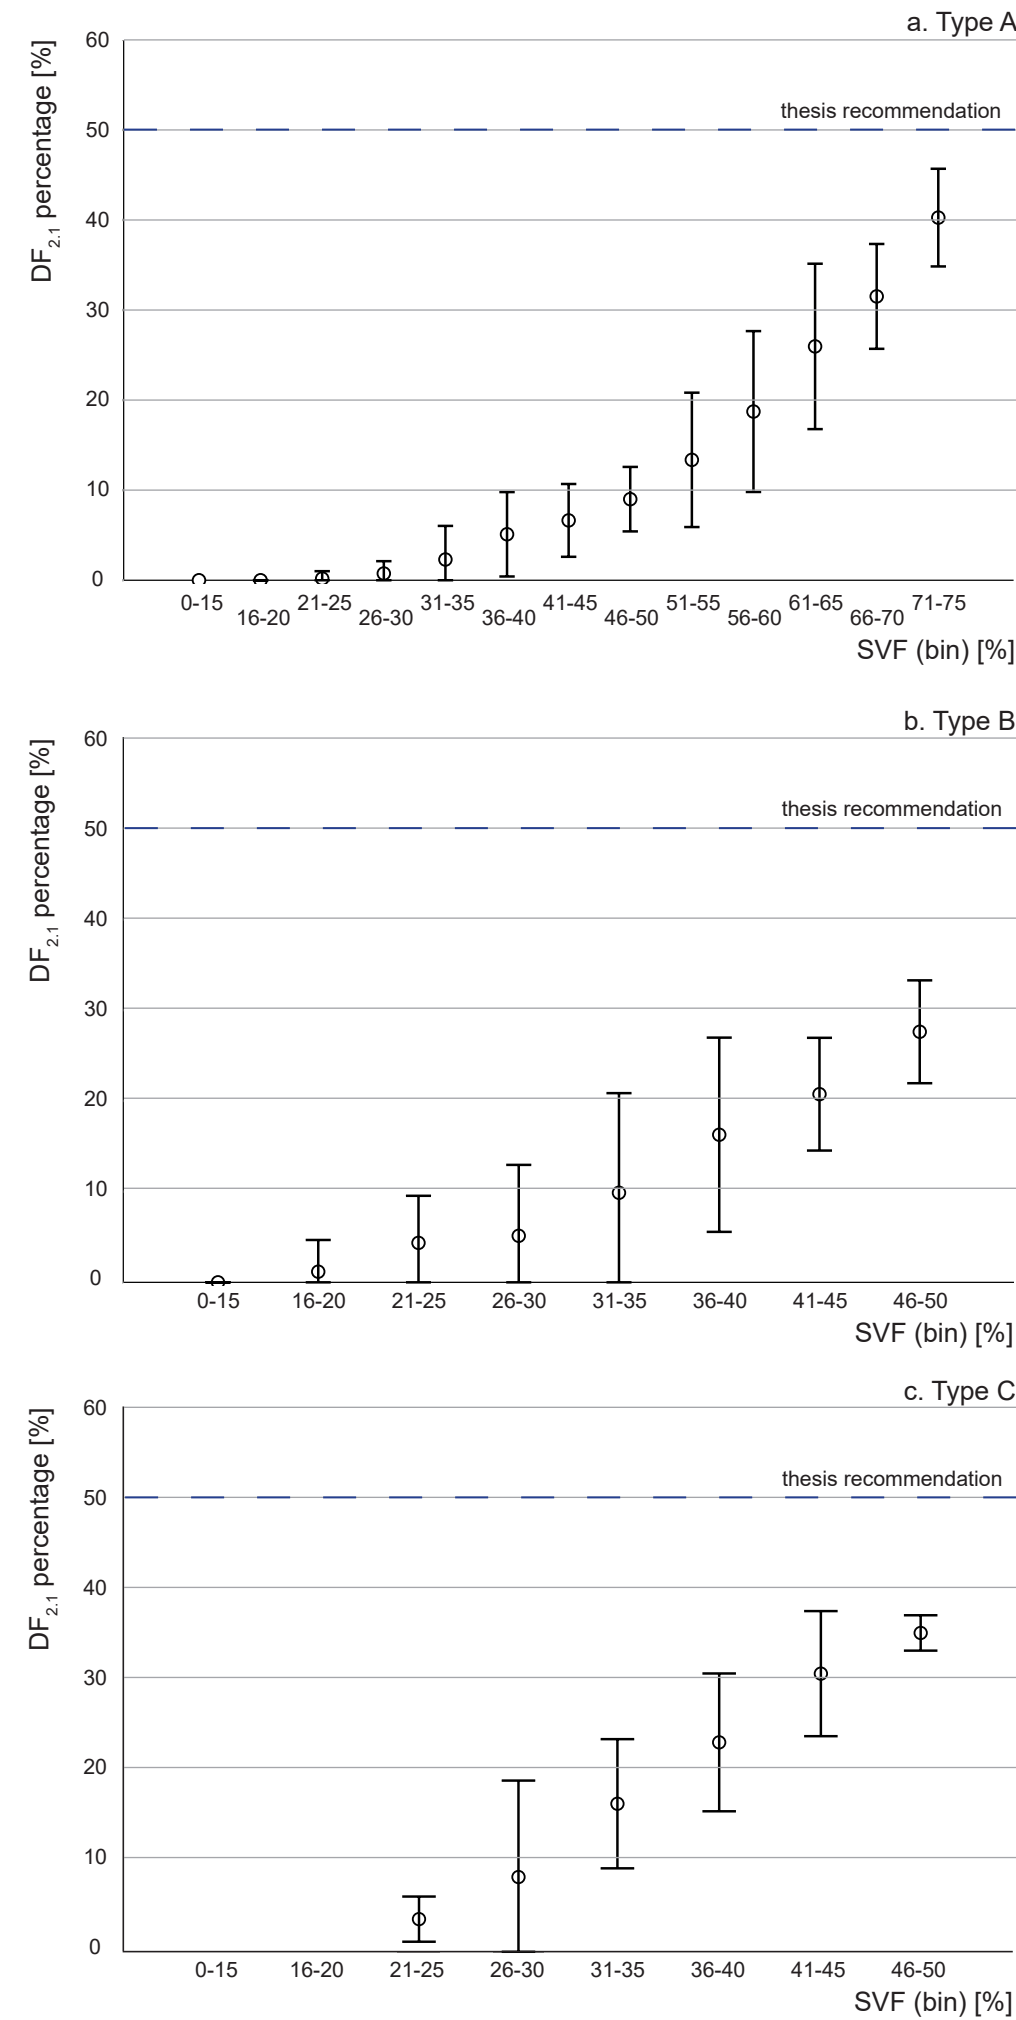 a. Type A
DF2.1 percentage [%]
60
thesis recommendation
50
40
30
20
10
0
0-15 21-25 31-35 41-45 51-55 61-65 71-75
16-20 26-30 36-40 46-50 56-60 66-70
SVF (bin) [%]
b. Type B
DF2.1 percentage [%]
60
thesis recommendation
50
40
30
20
10
0
0-15 16-20 21-25 26-30 31-35 36-40 41-45 46-50
SVF (bin) [%]
c. Type C
DF2.1 percentage [%]
60
thesis recommendation
50
40
30
20
10
0
0-15 16-20 21-25 26-30 31-35 36-40 41-45 46-50
SVF (bin) [%]